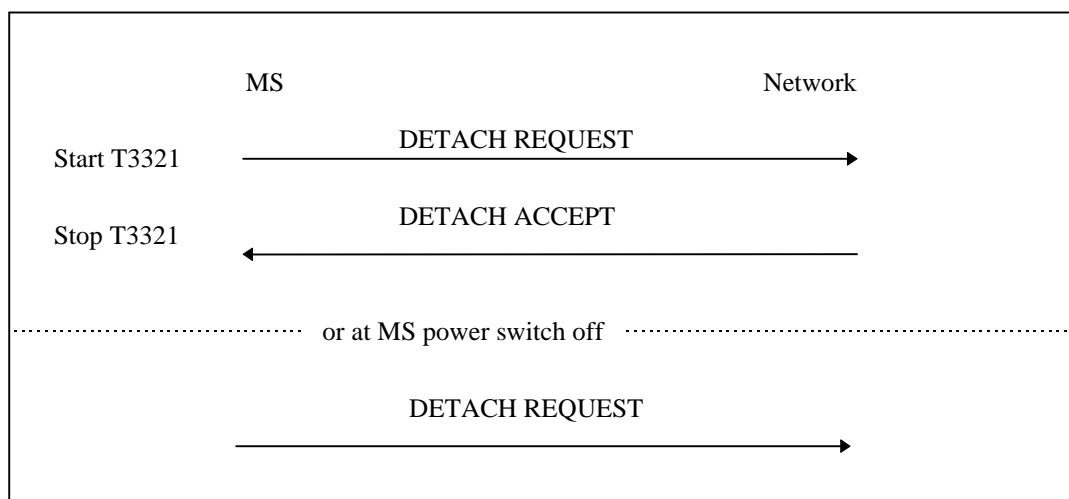 MS Network
Start T3321 DETACH REQUEST
Stop T3321 DETACH ACCEPT
or at MS power switch off
DETACH REQUEST